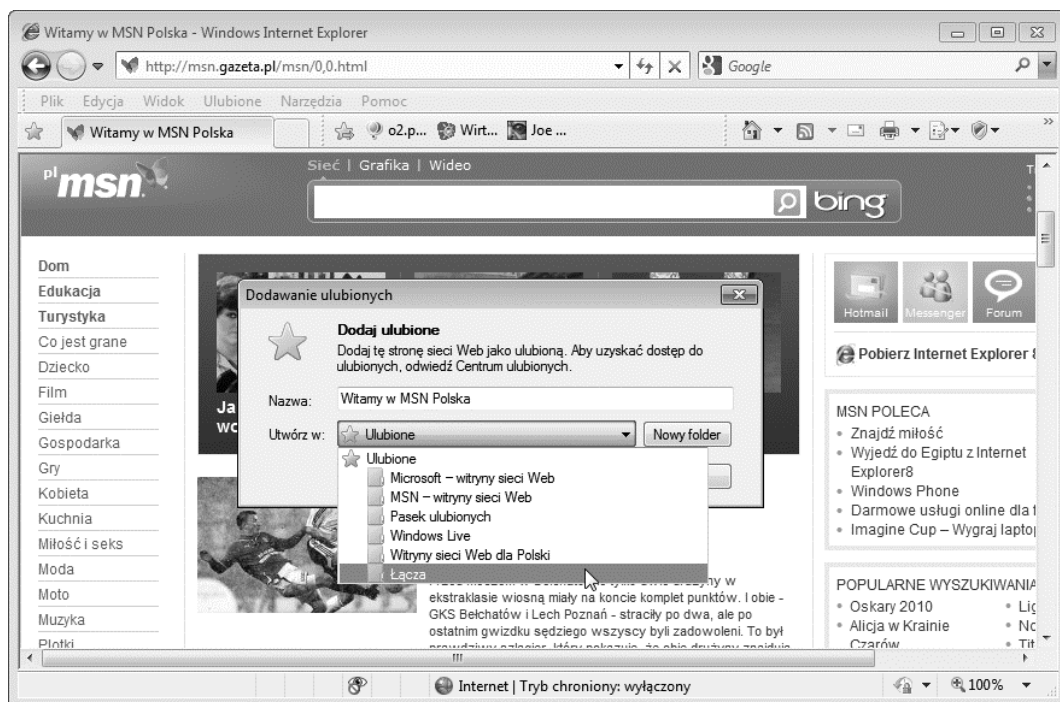 Witamy w MSN Polska - Windows Internet Explorer
http://msn.gazeta.pl/msn/0,0.html
Google
Plik Edycja Widok Ulubione Narzędzia Pomoc
Witamy w MSN Polska
o2.p... Wirt... Joe ...
pl msn
Sieć | Grafika | Wideo
bing
Dom
Edukacja
Turystyka
Co jest grane
Dziecko
Film
Giełda
Gospodarka
Gry
Kobieta
Kuchnia
Miłość i seks
Moda
Moto
Muzyka
Plotki
Dodawanie ulubionych
Dodaj ulubione
Dodaj tę stronę sieci Web jako ulubioną. Aby uzyskać dostęp do
ulubionych, odwiedź Centrum ulubionych.
Nazwa: Witamy w MSN Polska
Utwórz w: Ulubione Nowy folder
Ulubione
Microsoft – witryny sieci Web
MSN – witryny sieci Web
Pasek ulubionych
Windows Live
Witryny sieci Web dla Polski
Łącza
ekstraklasie wiosną miały na koncie komplet punktów. I obie -
GKS Bełchatów i Lech Poznań - straciły po dwa, ale po
ostatnim gwizdku sędziego wszyscy byli zadowoleni. To był
Hotmail Messenger Forum
Pobierz Internet Explorer 8
MSN POLECA
Znajdź miłość
Wyjedź do Egiptu z Internet
Explorer8
Windows Phone
Darmowe usługi online dla
Imagine Cup – Wygraj
POPULARNE WYSZUKIWANIA
Oskary 2010
Alicja w Krainie
Czarów
Internet | Tryb chroniony: wyłączony
100%